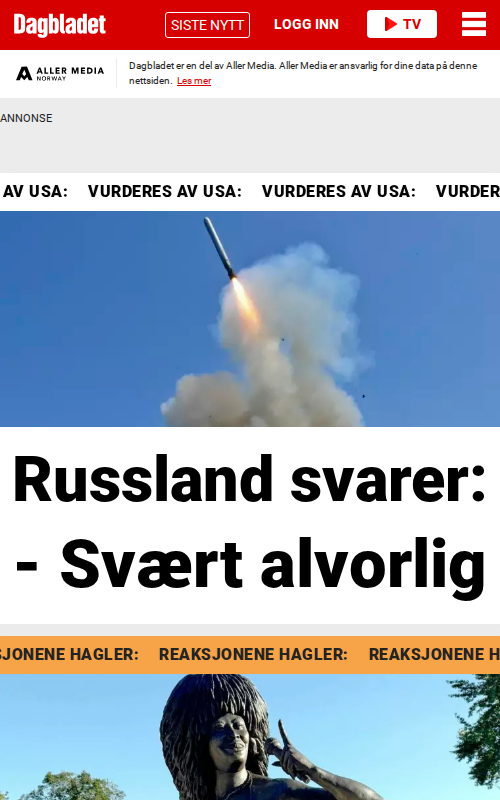 Dagbladet
SISTE NYTT
LOGG INN
TV
ALLER MEDIA
NORWAY
Dagbladet er en del av Aller Media. Aller Media er ansvarlig for dine data på denne
nettsiden. Les mer
ANNONSE
AV USA: VURDERES AV USA: VURDERES AV USA: VURDER
Russland svarer:
- Svært alvorlig
SJONENE HAGLER: REAKSJONENE HAGLER: REAKSJONENE H